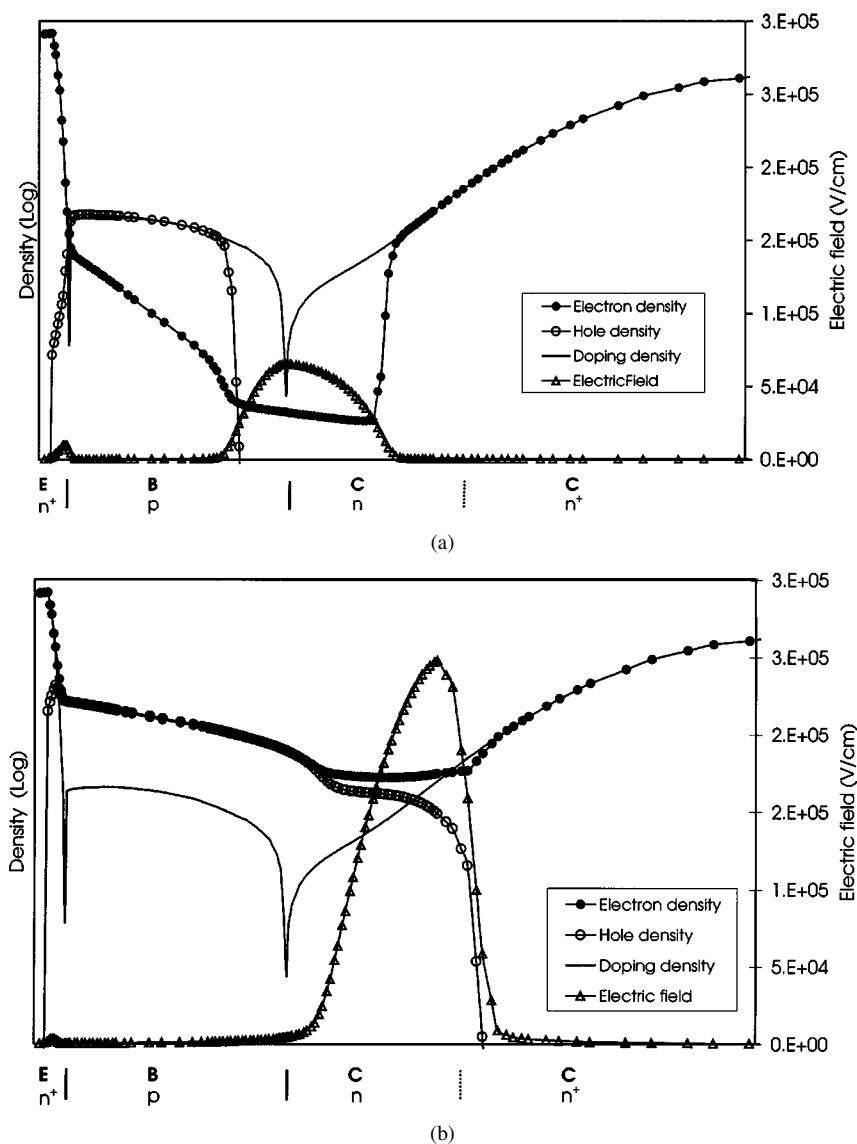 3.E+05
3.E+05
2.E+05
2.E+05
1.E+05
5.E+04
0.E+00
Density (Log)
Electric field (V/cm)
Electron density
Hole density
Doping density
ElectricField
E B C C
n+ p n n+
(a)
3.E+05
3.E+05
2.E+05
2.E+05
1.E+05
5.E+04
0.E+00
Density (Log)
Electric field (V/cm)
Electron density
Hole density
Doping density
Electric field
E B C C
n+ p n n+
(b)